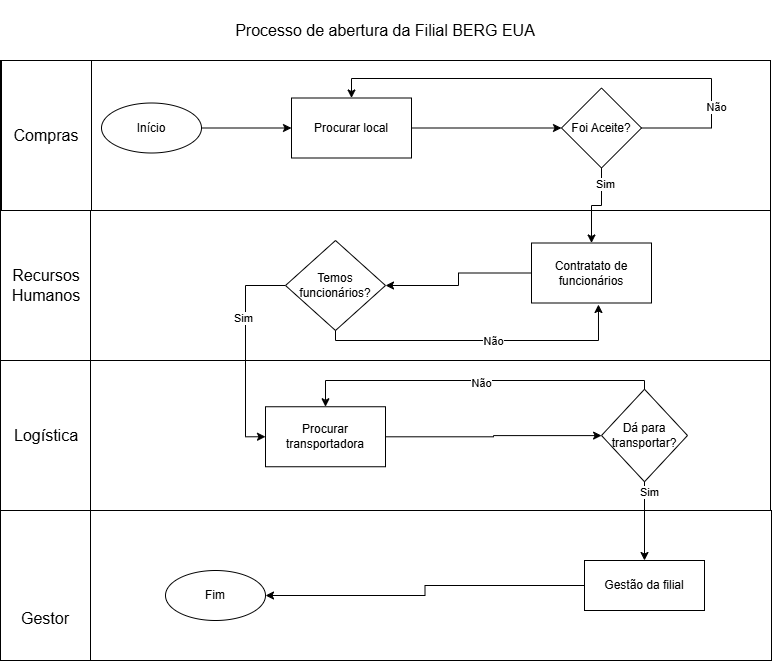 Processo de abertura da Filial BERG EUA
Compras
Início
Procurar local
Foi Aceite?
Não
Sim
Recursos
Humanos
Temos
funcionários?
Contratato de
funcionários
Sim
Não
Logística
Não
Procurar
transportadora
Dá para
transportar?
Sim
Gestor
Fim
Gestão da filial